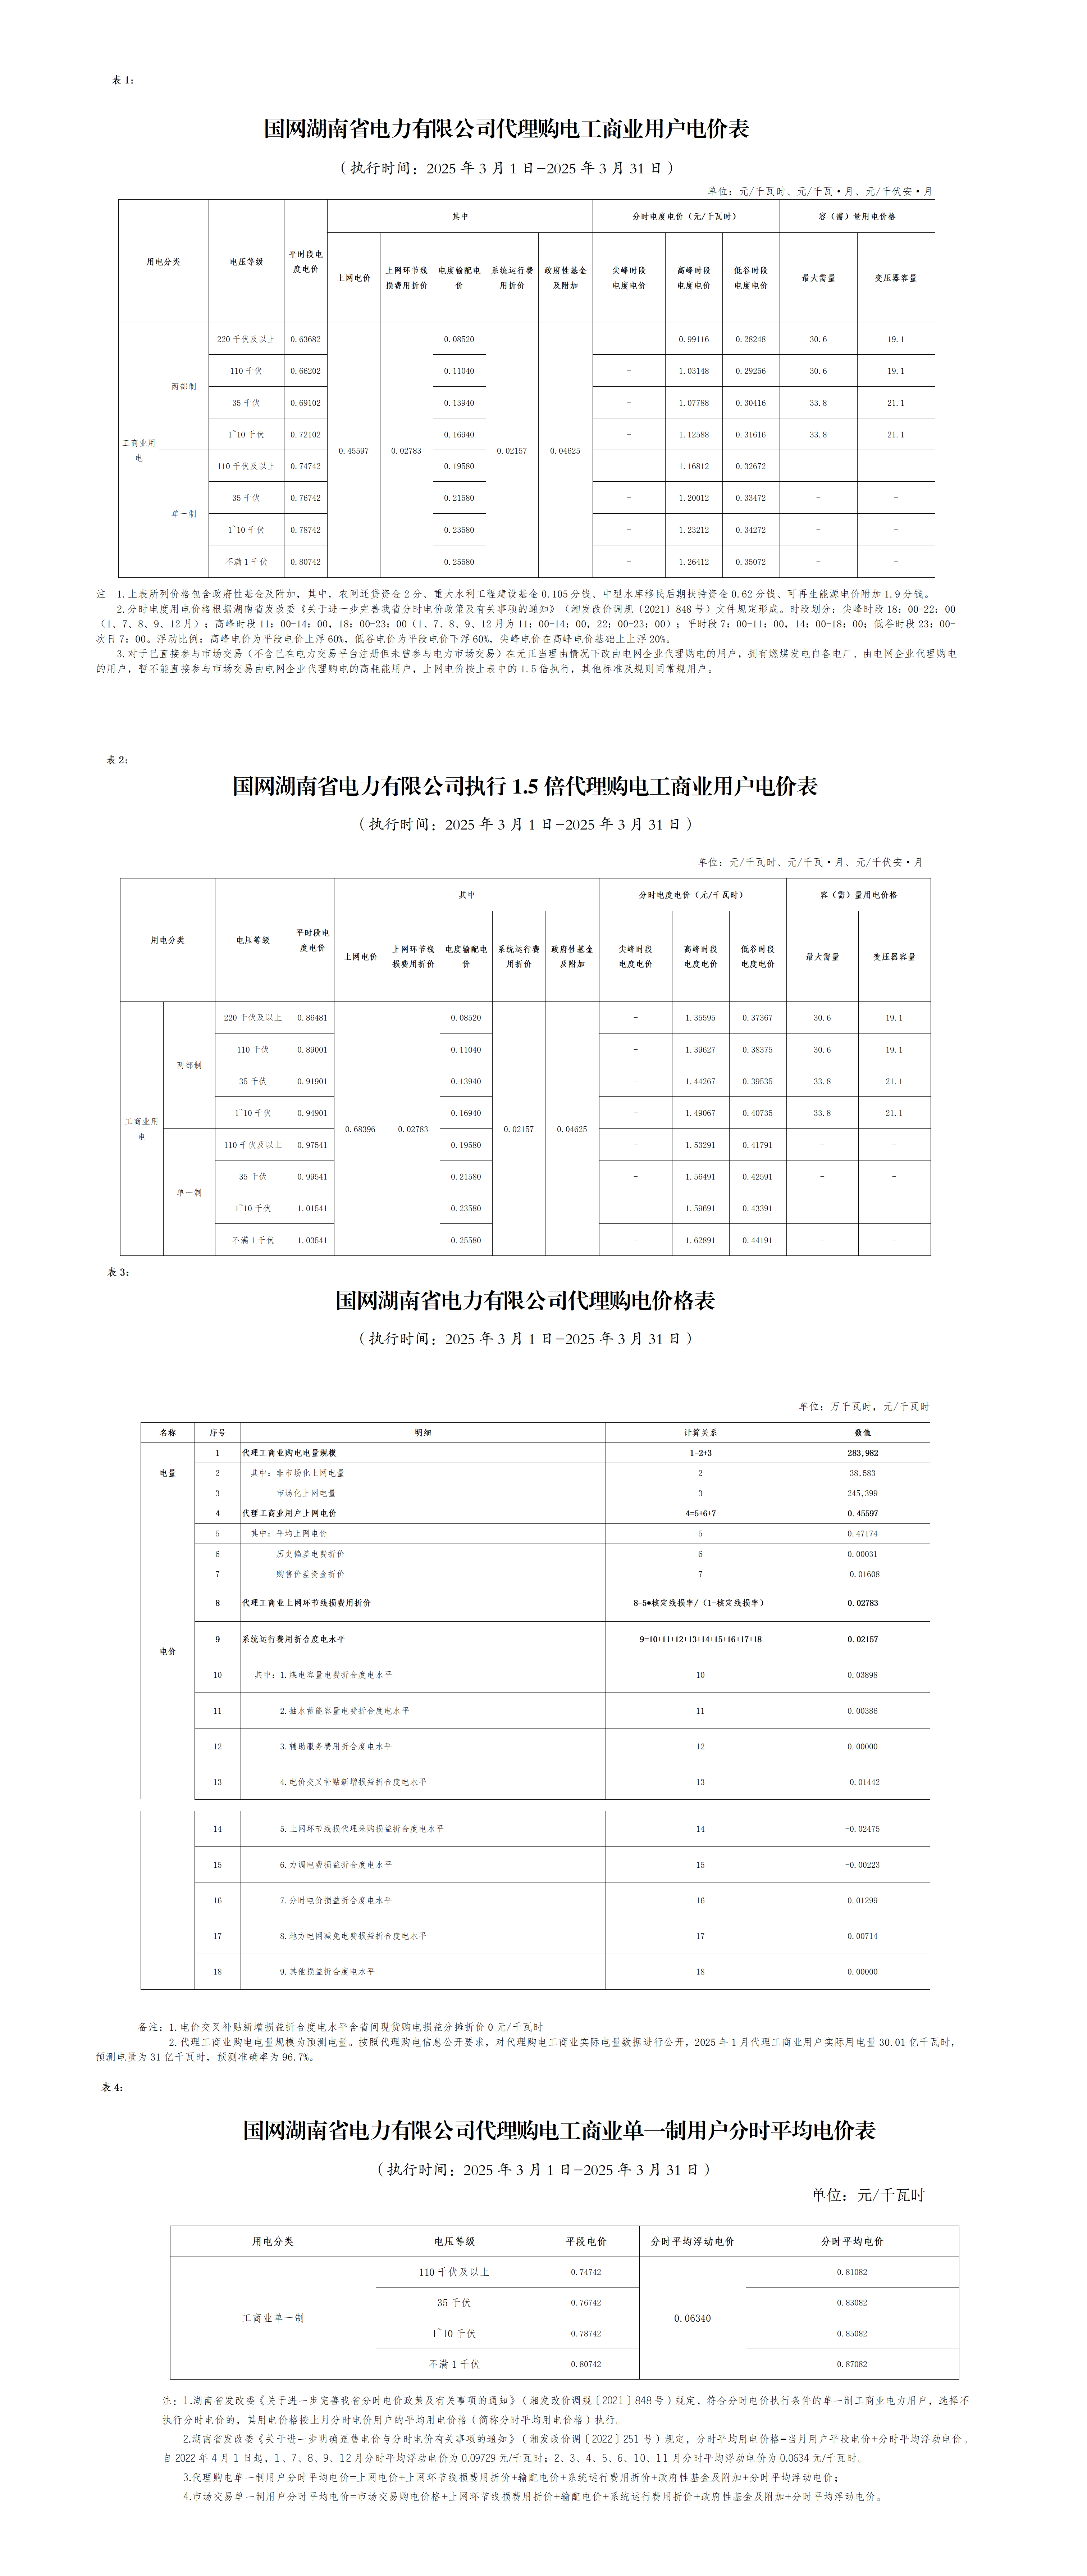 表 1：
国网湖南省电力有限公司代理购电工商业用户电价表
（执行时间：2025 年 3 月 1 日-2025 年 3 月 31 日）
单位：元/千瓦时、元/千瓦·月、元/千伏安·月
用电分类 电压等级 平时段电度电价 其中 分时电度电价（元/千瓦时） 容（需）量用电价格
上网电价 上网环节线损费用折价 电度输配电价 系统运行费用折价 政府性基金及附加 尖峰时段电度电价 高峰时段电度电价 低谷时段电度电价 最大需量 变压器容量
工商业用电 两部制 220 千伏及以上 0.63682 0.45597 0.02783 0.08520 0.02157 0.04625 - 0.99116 0.28248 30.6 19.1
110 千伏 0.66202 0.11040 - 1.03148 0.29256 30.6 19.1
35 千伏 0.69102 0.13940 - 1.07788 0.30416 33.8 21.1
1~10 千伏 0.72102 0.16940 - 1.12588 0.31616 33.8 21.1
单一制 110 千伏及以上 0.74742 0.19580 - 1.16812 0.32672 - -
35 千伏 0.76742 0.21580 - 1.20012 0.33472 - -
1~10 千伏 0.78742 0.23580 - 1.23212 0.34272 - -
不满 1 千伏 0.80742 0.25580 - 1.26412 0.35072 - -
注 1.上表所列价格包含政府性基金及附加，其中，农网还贷资金 2 分、重大水利工程建设基金 0.105 分钱、中型水库移民后期扶持资金 0.62 分钱、可再生能源电价附加 1.9 分钱。
2.分时电度用电价格根据湖南省发改委《关于进一步完善我省分时电价政策及有关事项的通知》（湘发改价调规〔2021〕848 号）文件规定形成。时段划分：尖峰时段 18：00-22：00
（1、7、8、9、12 月）；高峰时段 11：00-14：00，18：00-23：00（1、7、8、9、12 月为 11：00-14：00，22：00-23：00）；平时段 7：00-11：00，14：00-18：00；低谷时段 23：00-
次日 7：00。浮动比例：高峰电价为平段电价上浮 60%，低谷电价为平段电价下浮 60%，尖峰电价在高峰电价基础上上浮 20%。
3.对于已直接参与市场交易（不含已在电力交易平台注册但未曾参与电力市场交易）在无正当理由情况下改由电网企业代理购电的用户，拥有燃煤发电自备电厂、由电网企业代理购电
的用户，暂不能直接参与市场交易由电网企业代理购电的高耗能用户，上网电价按上表中的 1.5 倍执行，其他标准及规则同常规用户。
表 2：
国网湖南省电力有限公司执行 1.5 倍代理购电工商业用户电价表
（执行时间：2025 年 3 月 1 日-2025 年 3 月 31 日）
单位：元/千瓦时、元/千瓦·月、元/千伏安·月
用电分类 电压等级 平时段电度电价 其中 分时电度电价（元/千瓦时） 容（需）量用电价格
上网电价 上网环节线损费用折价 电度输配电价 系统运行费用折价 政府性基金及附加 尖峰时段电度电价 高峰时段电度电价 低谷时段电度电价 最大需量 变压器容量
工商业用电 两部制 220 千伏及以上 0.86481 0.68396 0.02783 0.08520 0.02157 0.04625 - 1.35595 0.37367 30.6 19.1
110 千伏 0.89001 0.11040 - 1.39627 0.38375 30.6 19.1
35 千伏 0.91901 0.13940 - 1.44267 0.39535 33.8 21.1
1~10 千伏 0.94901 0.16940 - 1.49067 0.40735 33.8 21.1
单一制 110 千伏及以上 0.97541 0.19580 - 1.53291 0.41791 - -
35 千伏 0.99541 0.21580 - 1.56491 0.42591 - -
1~10 千伏 1.01541 0.23580 - 1.59691 0.43391 - -
不满 1 千伏 1.03541 0.25580 - 1.62891 0.44191 - -
表 3：
国网湖南省电力有限公司代理购电价格表
（执行时间：2025 年 3 月 1 日-2025 年 3 月 31 日）
单位：万千瓦时，元/千瓦时
名称 序号 明细 计算关系 数值
电量 1 代理工商业购电电量规模 1=2+3 283,982
2 其中：非市场化上网电量 2 38,583
3 市场化上网电量 3 245,399
电价 4 代理工商业用户上网电价 4=5+6+7 0.45597
5 其中：平均上网电价 5 0.47174
6 历史偏差电费折价 6 0.00031
7 购售价差资金折价 7 -0.01608
8 代理工商业上网环节线损费用折价 8=5*核定线损率/（1-核定线损率） 0.02783
9 系统运行费用折合度电水平 9=10+11+12+13+14+15+16+17+18 0.02157
10 其中：1.煤电容量电费折合度电水平 10 0.03898
11 2.抽水蓄能容量电费折合度电水平 11 0.00386
12 3.辅助服务费用折合度电水平 12 0.00000
13 4.电价交叉补贴新增损益折合度电水平 13 -0.01442
14 5.上网环节线损代理采购损益折合度电水平 14 -0.02475
15 6.力调电费损益折合度电水平 15 -0.00223
16 7.分时电价损益折合度电水平 16 0.01299
17 8.地方电网减免电费损益折合度电水平 17 0.00714
18 9.其他损益折合度电水平 18 0.00000
备注：1.电价交叉补贴新增损益折合度电水平含省间现货购电损益分摊折价 0 元/千瓦时
2.代理工商业购电电量规模为预测电量。按照代理购电信息公开要求，对代理购电工商业实际电量数据进行公开，2025 年 1 月代理工商业用户实际用电量 30.01 亿千瓦时，
预测电量为 31 亿千瓦时，预测准确率为 96.7%。
表 4：
国网湖南省电力有限公司代理购电工商业单一制用户分时平均电价表
（执行时间：2025 年 3 月 1 日-2025 年 3 月 31 日）
单位：元/千瓦时
用电分类 电压等级 平段电价 分时平均浮动电价 分时平均电价
工商业单一制 110 千伏及以上 0.74742 0.06340 0.81082
35 千伏 0.76742 0.83082
1~10 千伏 0.78742 0.85082
不满 1 千伏 0.80742 0.87082
注：1.湖南省发改委《关于进一步完善我省分时电价政策及有关事项的通知》（湘发改价调规〔2021〕848 号）规定，符合分时电价执行条件的单一制工商业电力用户，选择不
执行分时电价的，其用电价格按上月分时电价用户的平均用电价格（简称分时平均用电价格）执行。
2.湖南省发改委《关于进一步明确趸售电价与分时电价有关事项的通知》（湘发改价调〔2022〕251 号）规定，分时平均用电价格=当月用户平段电价+分时平均浮动电价。
自 2022 年 4 月 1 日起，1、7、8、9、12 月分时平均浮动电价为 0.09729 元/千瓦时；2、3、4、5、6、10、11 月分时平均浮动电价为 0.0634 元/千瓦时。
3.代理购电单一制用户分时平均电价=上网电价+上网环节线损费用折价+输配电价+系统运行费用折价+政府性基金及附加+分时平均浮动电价；
4.市场交易单一制用户分时平均电价=市场交易购电价格+上网环节线损费用折价+输配电价+系统运行费用折价+政府性基金及附加+分时平均浮动电价。